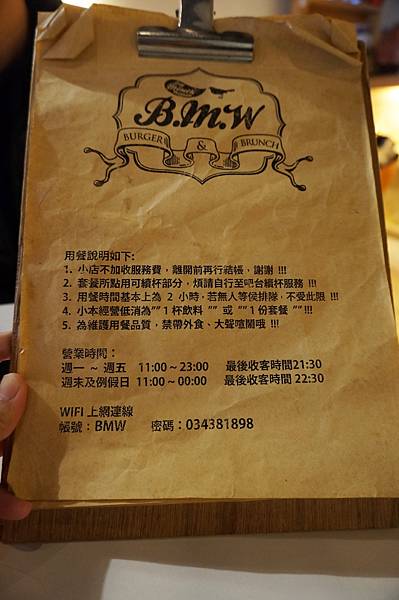 B.M.W
BURGER & BRUNCH
用餐說明如下:
1. 小店不加收服務費，離開前再行結帳，謝謝 !!!
2. 套餐所點用可續杯部分，煩請自行至吧台續杯服務 !!!
3. 用餐時間基本上為 2 小時，若無人等侯排隊，不受此限 !!!
4. 小本經營低消為""1杯飲料 "" 或 ""1份套餐 ""!!!
5. 為維護用餐品質，禁帶外食、大聲喧鬧哦 !!!
營業時間：
週一 ~ 週五 11:00～23:00 最後收客時間21:30
週末及例假日 11:00～00:00 最後收客時間 22:30
WIFI 上網連線
帳號：BMW 密碼：034381898